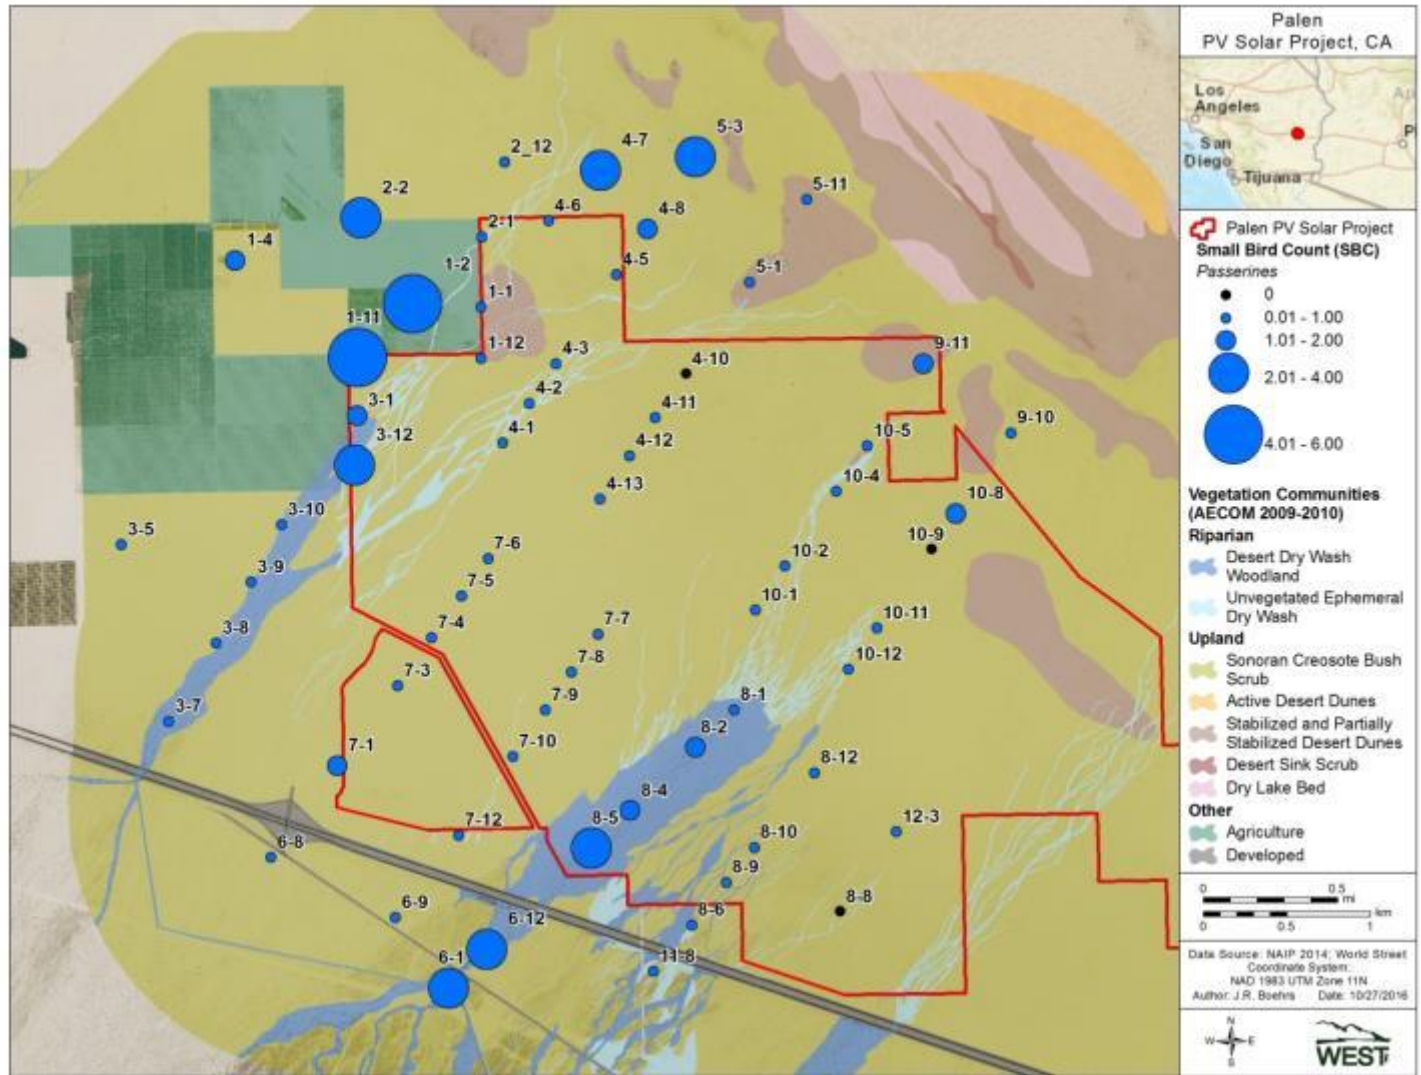 Palen
PV Solar Project, CA
Los
Angeles
San
Diego
Tijuana
Palen PV Solar Project
Small Bird Count (SBC)
Passerines
0
0.01 - 1.00
1.01 - 2.00
2.01 - 4.00
4.01 - 6.00
Vegetation Communities
(AECOM 2009-2010)
Riparian
Desert Dry Wash
Woodland
Unvegetated Ephemeral
Dry Wash
Upland
Sonoran Creosote Bush
Scrub
Active Desert Dunes
Stabilized and Partially
Stabilized Desert Dunes
Desert Sink Scrub
Dry Lake Bed
Other
Agriculture
Developed
0 0.5
mi
km
0 0.5 1
Data Source: NAIP 2014; World Street
Coordinate System:
NAD 1983 UTM Zone 11N
Author: J.R. Boehrs Date: 10/27/2016
N
W E
S
WEST
2_12
4-7
5-3
2-2
5-11
1-4
2-1
4-6
4-8
1-2
4-5
5-1
1-1
1-11
1-12
4-3
4-10
9-11
4-2
3-1
4-11
9-10
3-12
4-1
4-12
10-5
10-4
4-13
10-8
3-10
3-5
10-9
7-6
10-2
3-9
7-5
10-1
7-4
7-7
10-11
3-8
7-8
10-12
7-3
7-9
8-1
3-7
8-2
7-1
7-10
8-12
8-4
7-12
8-5
12-3
6-8
8-10
8-9
8-8
6-9
6-12
8-6
6-1
11-8